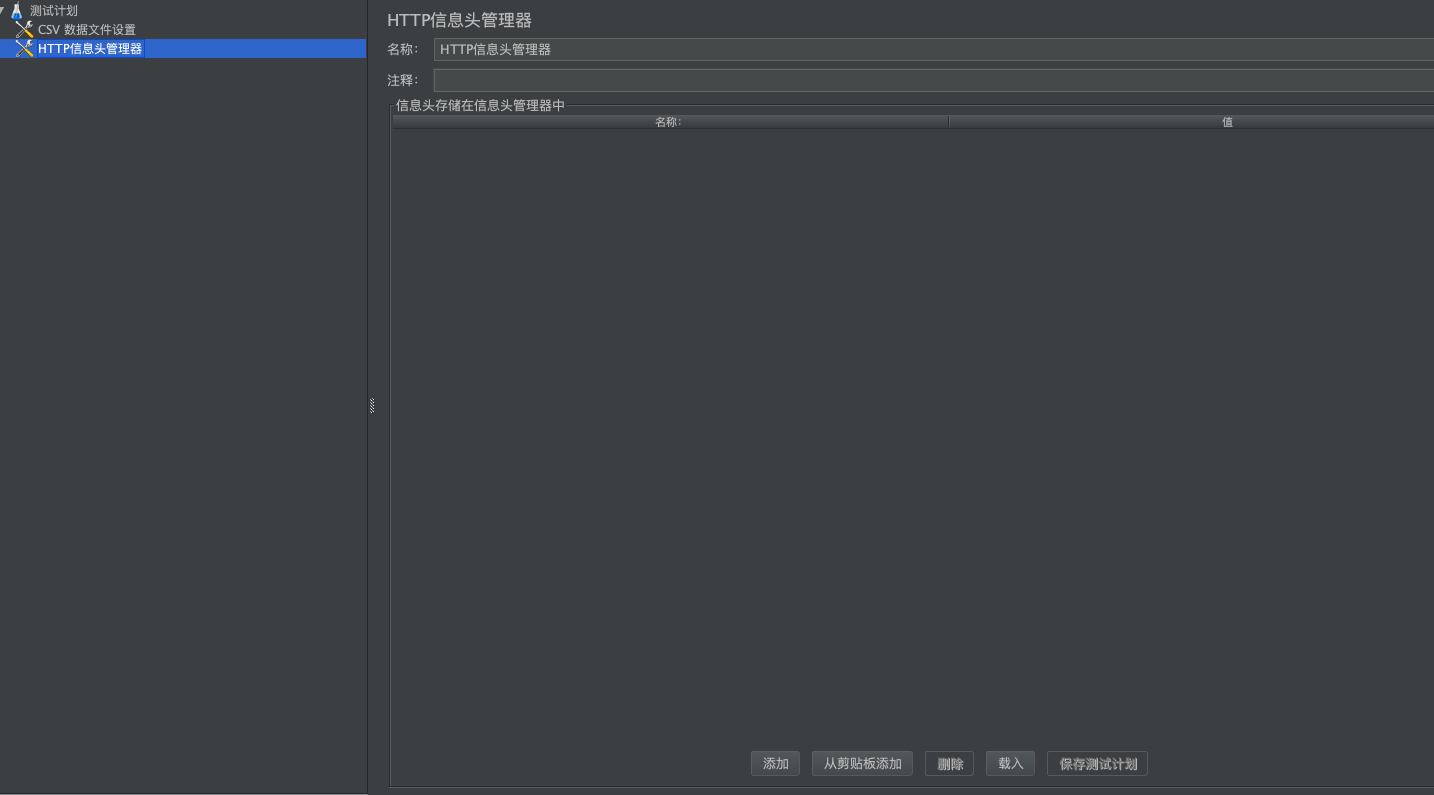 测试计划
CSV 数据文件设置
HTTP信息头管理器
HTTP信息头管理器
名称： HTTP信息头管理器
注释：
信息头存储在信息头管理器中
名称: 值
添加 从剪贴板添加 删除 载入 保存测试计划